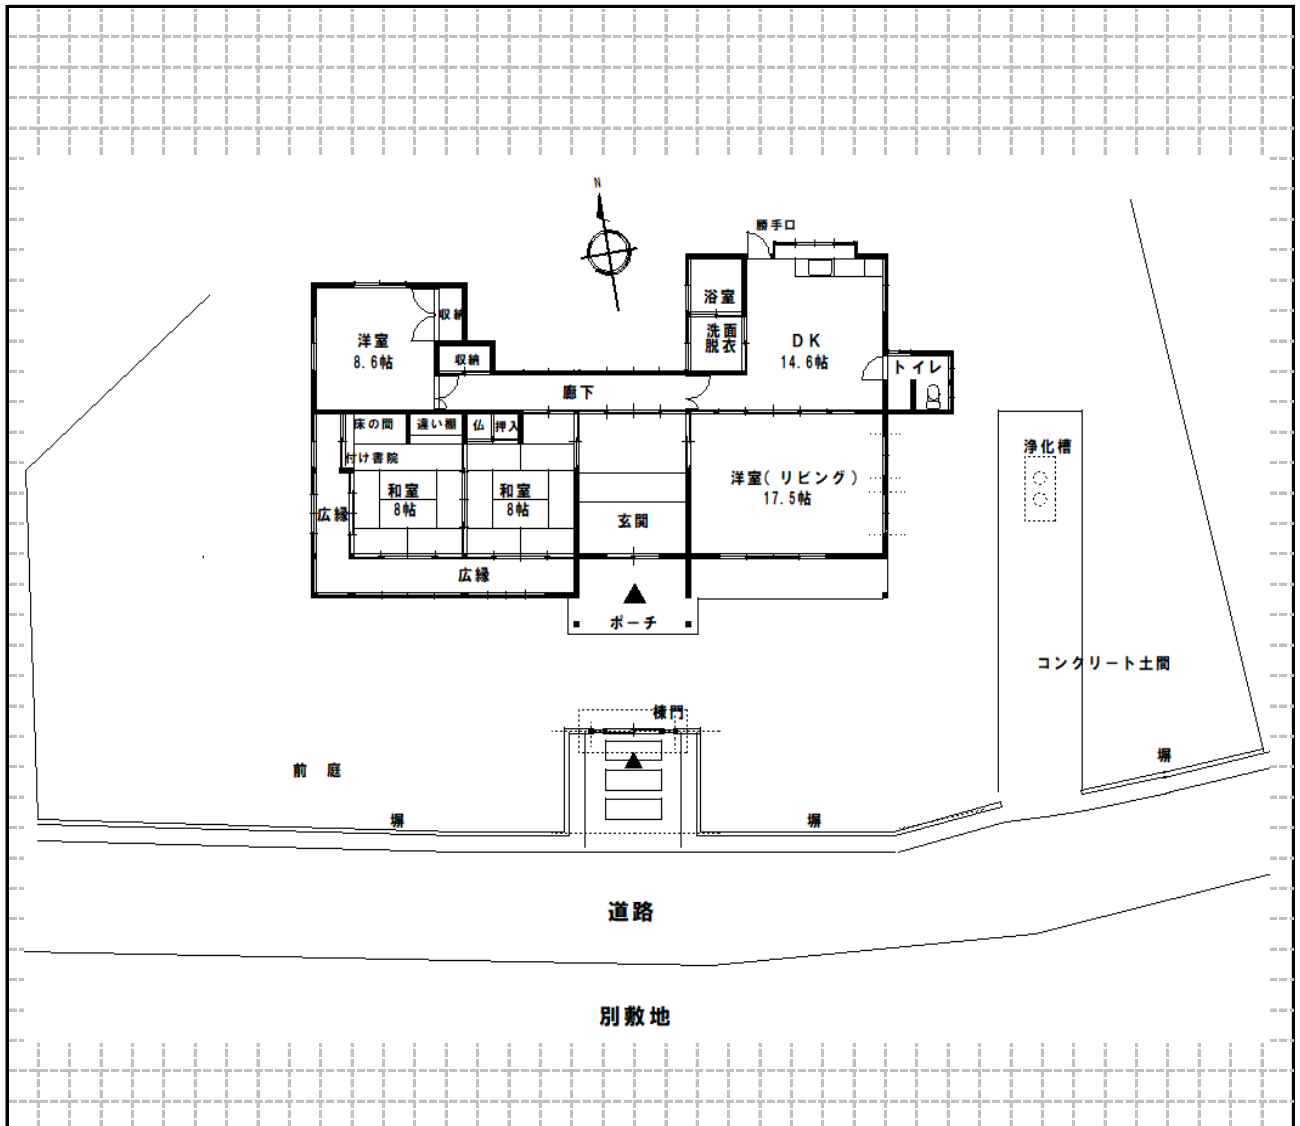 N
勝手口
浴室
収納
洗面
脱衣
洋室
8.6帖
DK
14.6帖
収納
トイレ
廊下
床の間
違い棚
仏
押入
浄化槽
付け書院
洋室(リビング)
17.5帖
和室
8帖
和室
8帖
広縁
玄関
広縁
ポーチ
コンクリート土間
棟門
塀
前 庭
塀
塀
道路
別敷地